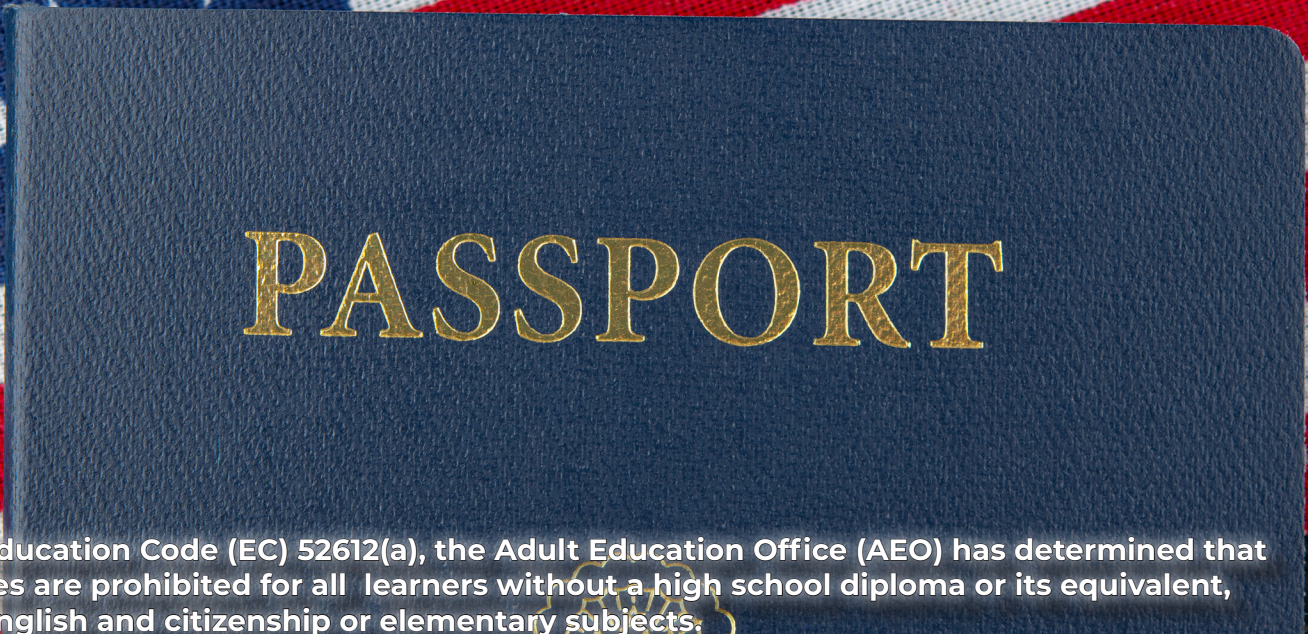 PASSPORT
ducation Code (EC) 52612(a), the Adult Education Office (AEO) has determined that
es are prohibited for all  learners without a high school diploma or its equivalent,
nglish and citizenship or elementary subjects.